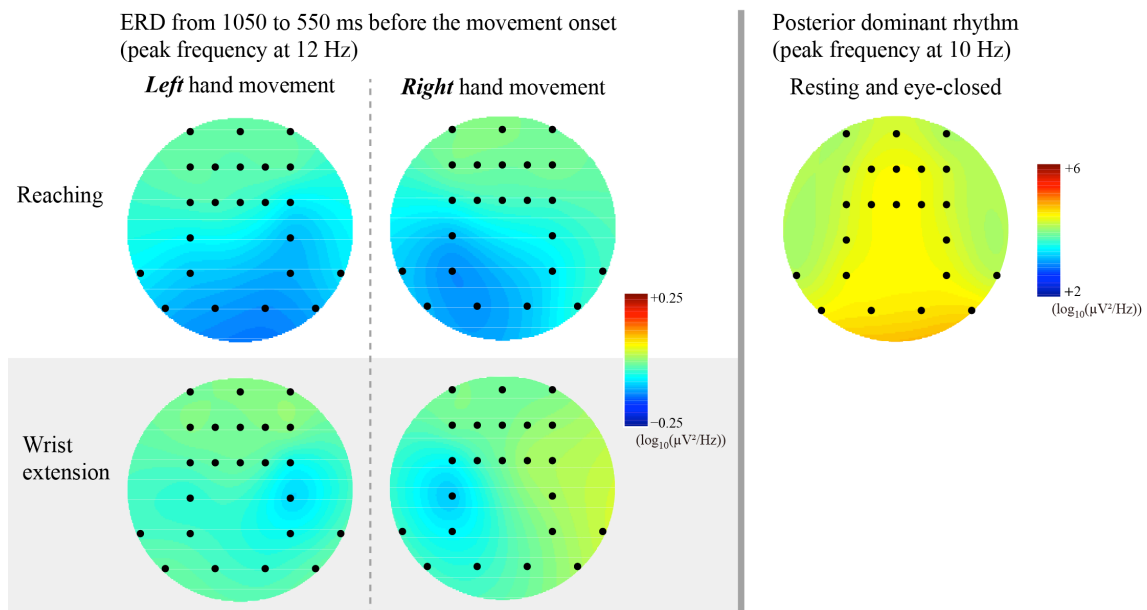 ERD from 1050 to 550 ms before the movement onset
(peak frequency at 12 Hz)
Left hand movement
Right hand movement
Reaching
Wrist
extension
+0.25
−0.25
(log₁₀(µV²/Hz))
Posterior dominant rhythm
(peak frequency at 10 Hz)
Resting and eye-closed
+6
+2
(log₁₀(µV²/Hz))